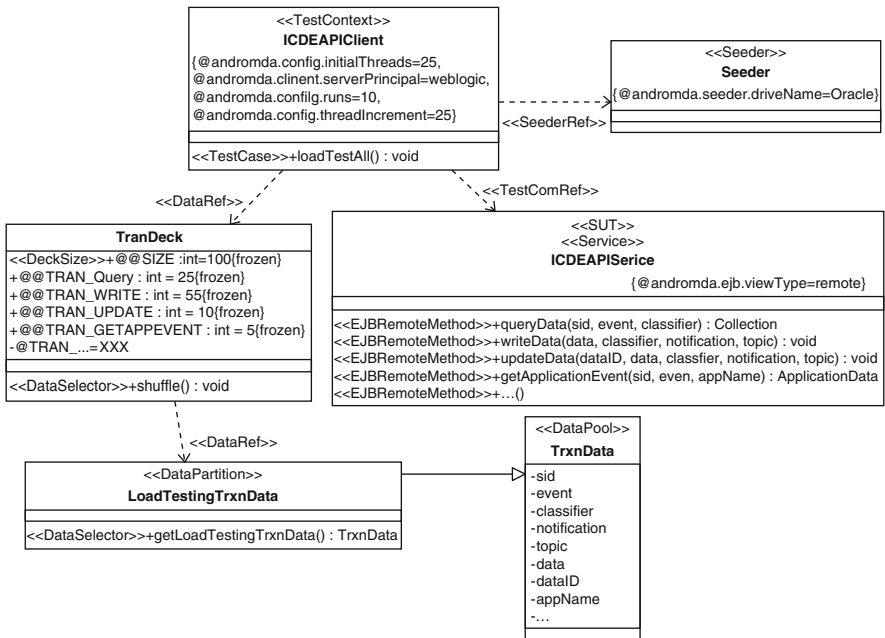 <<TestContext>>
ICDEAPIClient
{@andromda.config.initialThreads=25,
@andromda.clinent.serverPrincipal=weblogic,
@andromda.confilg.runs=10,
@andromda.config.threadIncrement=25}
<<TestCase>>+loadTestAll() : void
<<Seeder>>
Seeder
{@andromda.seeder.driveName=Oracle}
<<SeederRef>>
<<DataRef>>
<<TestComRef>>
TranDeck
<<DeckSize>>+@@SIZE :int=100{frozen}
+@@TRAN_Query : int = 25{frozen}
+@@TRAN_WRITE : int = 55{frozen}
+@@TRAN_UPDATE : int = 10{frozen}
+@@TRAN_GETAPPEVENT : int = 5{frozen}
-@TRAN_...=XXX
<<DataSelector>>+shuffle() : void
<<SUT>>
<<Service>>
ICDEAPISerice
{@andromda.ejb.viewType=remote}
<<EJBRemoteMethod>>+queryData(sid, event, classifier) : Collection
<<EJBRemoteMethod>>+writeData(data, classifier, notification, topic) : void
<<EJBRemoteMethod>>+updateData(dataID, data, classfier, notification, topic) : void
<<EJBRemoteMethod>>+getApplicationEvent(sid, even, appName) : ApplicationData
<<EJBRemoteMethod>>+...()
<<DataRef>>
<<DataPartition>>
LoadTestingTrxnData
<<DataSelector>>+getLoadTestingTrxnData() : TrxnData
<<DataPool>>
TrxnData
-sid
-event
-classifier
-notification
-topic
-data
-dataID
-appName
-...